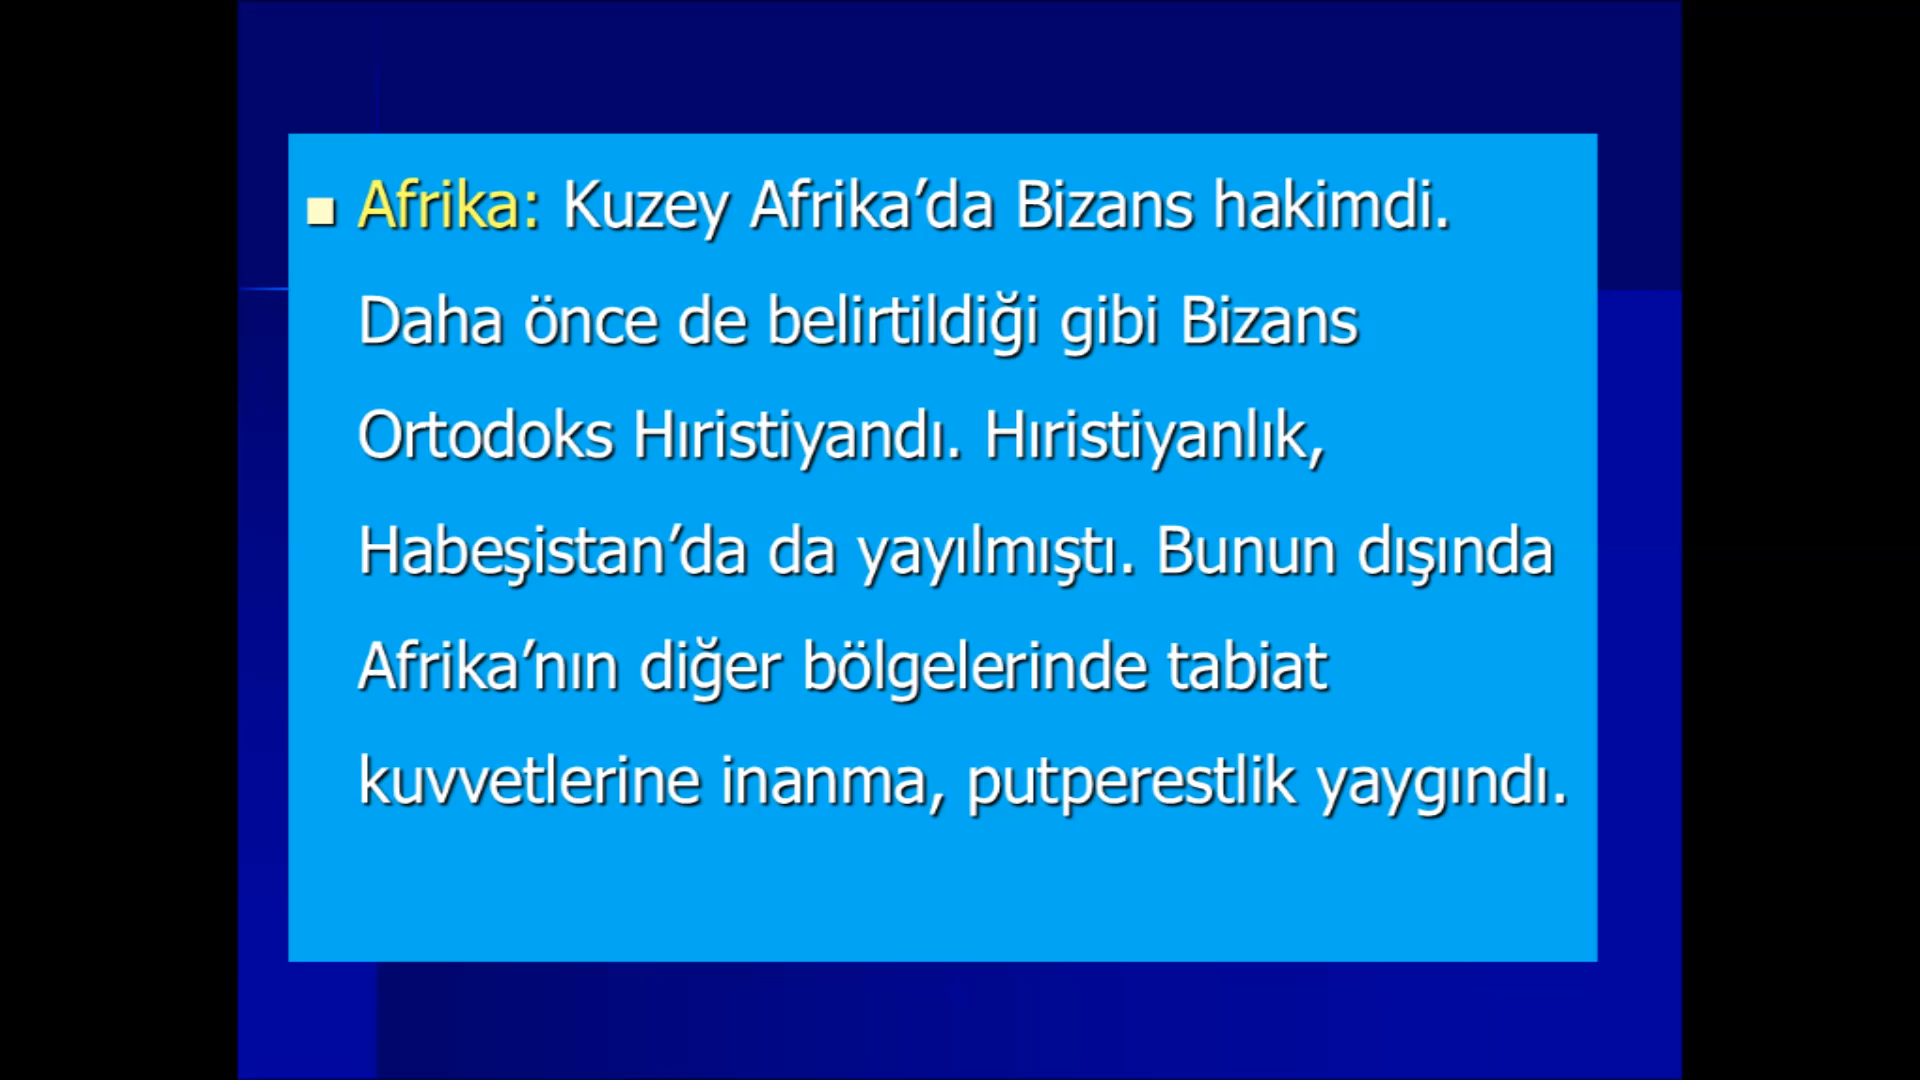 Afrika: Kuzey Afrika’da Bizans hakimdi.
Daha önce de belirtildiği gibi Bizans
Ortodoks Hıristiyandı. Hıristiyanlık,
Habeşistan’da da yayılmıştı. Bunun dışında
Afrika’nın diğer bölgelerinde tabiat
kuvvetlerine inanma, putperestlik yaygındı.